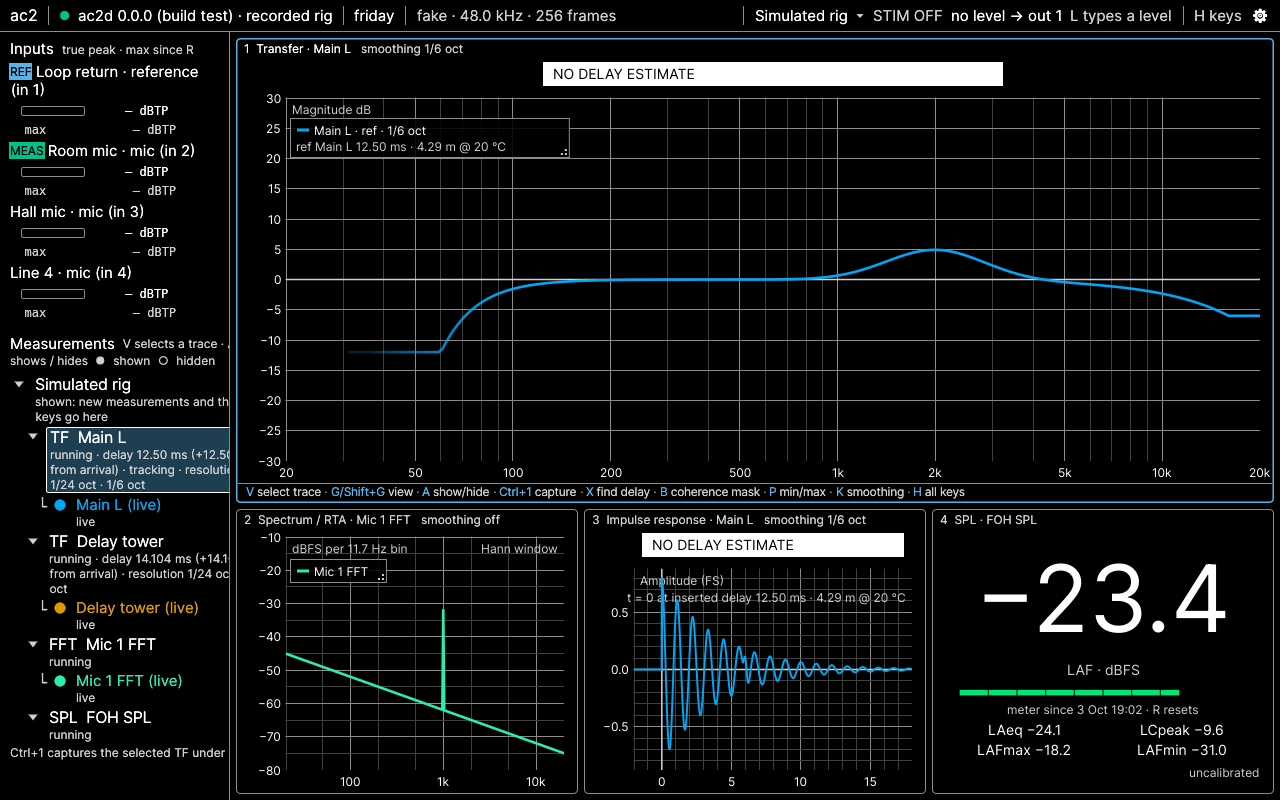 ac2 ac2d 0.0.0 (build test) · recorded rig friday fake · 48.0 kHz · 256 frames Simulated rig STIM OFF no level → out 1 L types a level H keys
Inputs true peak · max since R
REF Loop return · reference
(in 1)
– dBTP
max – dBTP
MEAS Room mic · mic (in 2)
– dBTP
max – dBTP
Hall mic · mic (in 3)
– dBTP
max – dBTP
Line 4 · mic (in 4)
– dBTP
max – dBTP
Measurements V selects a trace ·
shows / hides shown hidden
Simulated rig
shown: new measurements and th
keys go here
TF Main L
running · delay 12.50 ms (+12.50
from arrival) · tracking · resolutio
1/24 oct · 1/6 oct
Main L (live)
live
TF Delay tower
running · delay 14.104 ms (+14.1
from arrival) · resolution 1/24 oc
oct
Delay tower (live)
live
FFT Mic 1 FFT
running
Mic 1 FFT (live)
live
SPL FOH SPL
running
Ctrl+1 captures the selected TF under
1 Transfer · Main L smoothing 1/6 oct
NO DELAY ESTIMATE
Magnitude dB
Main L · ref · 1/6 oct
ref Main L 12.50 ms · 4.29 m @ 20 °C
30
25
20
15
10
5
0
−5
−10
−15
−20
−25
−30
20 50 100 200 500 1k 2k 5k 10k 20k
V select trace · G/Shift+G view · A show/hide · Ctrl+1 capture · X find delay · B coherence mask · P min/max · K smoothing · H all keys
2 Spectrum / RTA · Mic 1 FFT smoothing off
dBFS per 11.7 Hz bin Hann window
Mic 1 FFT
−10
−20
−30
−40
−50
−60
−70
−80
100 1k 10k
3 Impulse response · Main L smoothing 1/6 oct
NO DELAY ESTIMATE
Amplitude (FS)
t = 0 at inserted delay 12.50 ms · 4.29 m @ 20 °C
0.5
0.0
−0.5
0 5 10 15
4 SPL · FOH SPL
−23.4
LAF · dBFS
meter since 3 Oct 19:02 · R resets
LAeq −24.1 LCpeak −9.6
LAFmax −18.2 LAFmin −31.0
uncalibrated